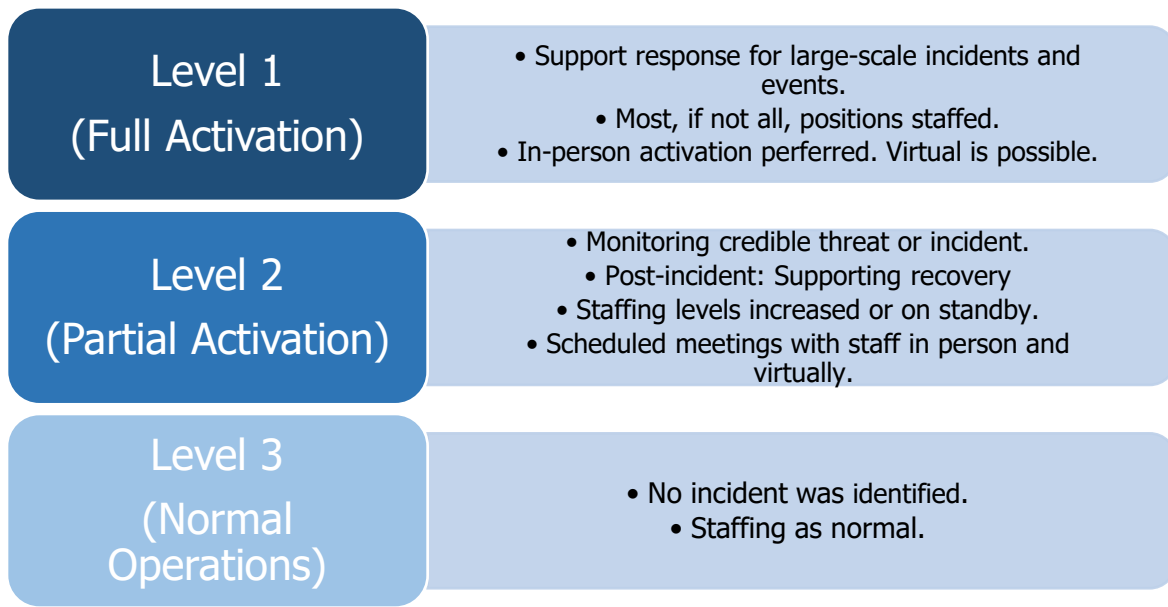 Level 1
(Full Activation)
• Support response for large-scale incidents and
events.
• Most, if not all, positions staffed.
• In-person activation perferred. Virtual is possible.
Level 2
(Partial Activation)
• Monitoring credible threat or incident.
• Post-incident: Supporting recovery
• Staffing levels increased or on standby.
• Scheduled meetings with staff in person and
virtually.
Level 3
(Normal
Operations)
• No incident was identified.
• Staffing as normal.